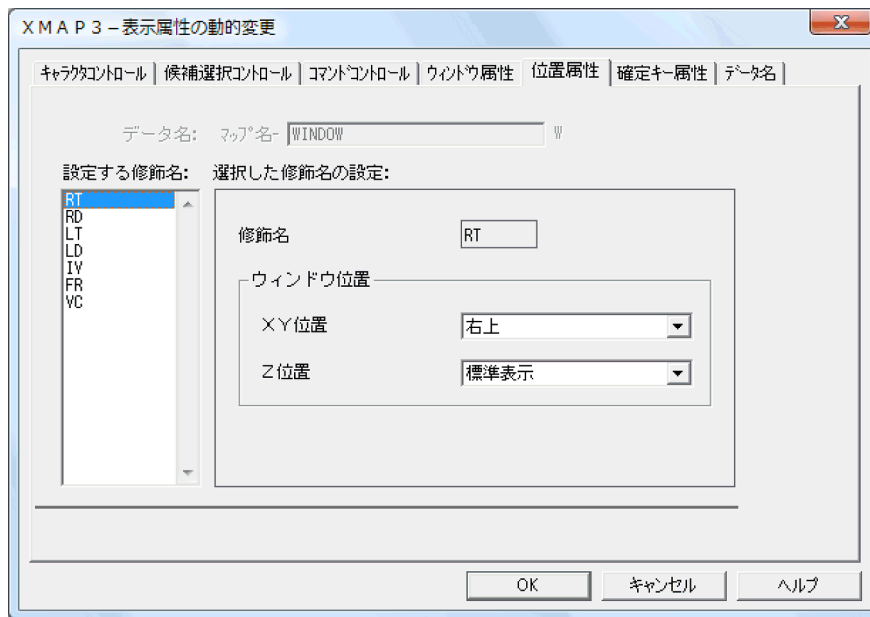 ＸＭＡＰ３－表示属性の動的変更
ｷｬﾗｸﾀｺﾝﾄﾛｰﾙ 候補選択ｺﾝﾄﾛｰﾙ ｺﾏﾝﾄﾞｺﾝﾄﾛｰﾙ ｳｨﾝﾄﾞｳ属性 位置属性 確定キー属性 ﾃﾞｰﾀ名
データ名: ﾏｯﾌﾟ名- WINDOW W
設定する修飾名: 選択した修飾名の設定:
RT
RD
LT
LD
IV
FR
VC
修飾名 RT
ウィンドウ位置
ＸＹ位置 右上
Ｚ位置 標準表示
OK キャンセル ヘルプ